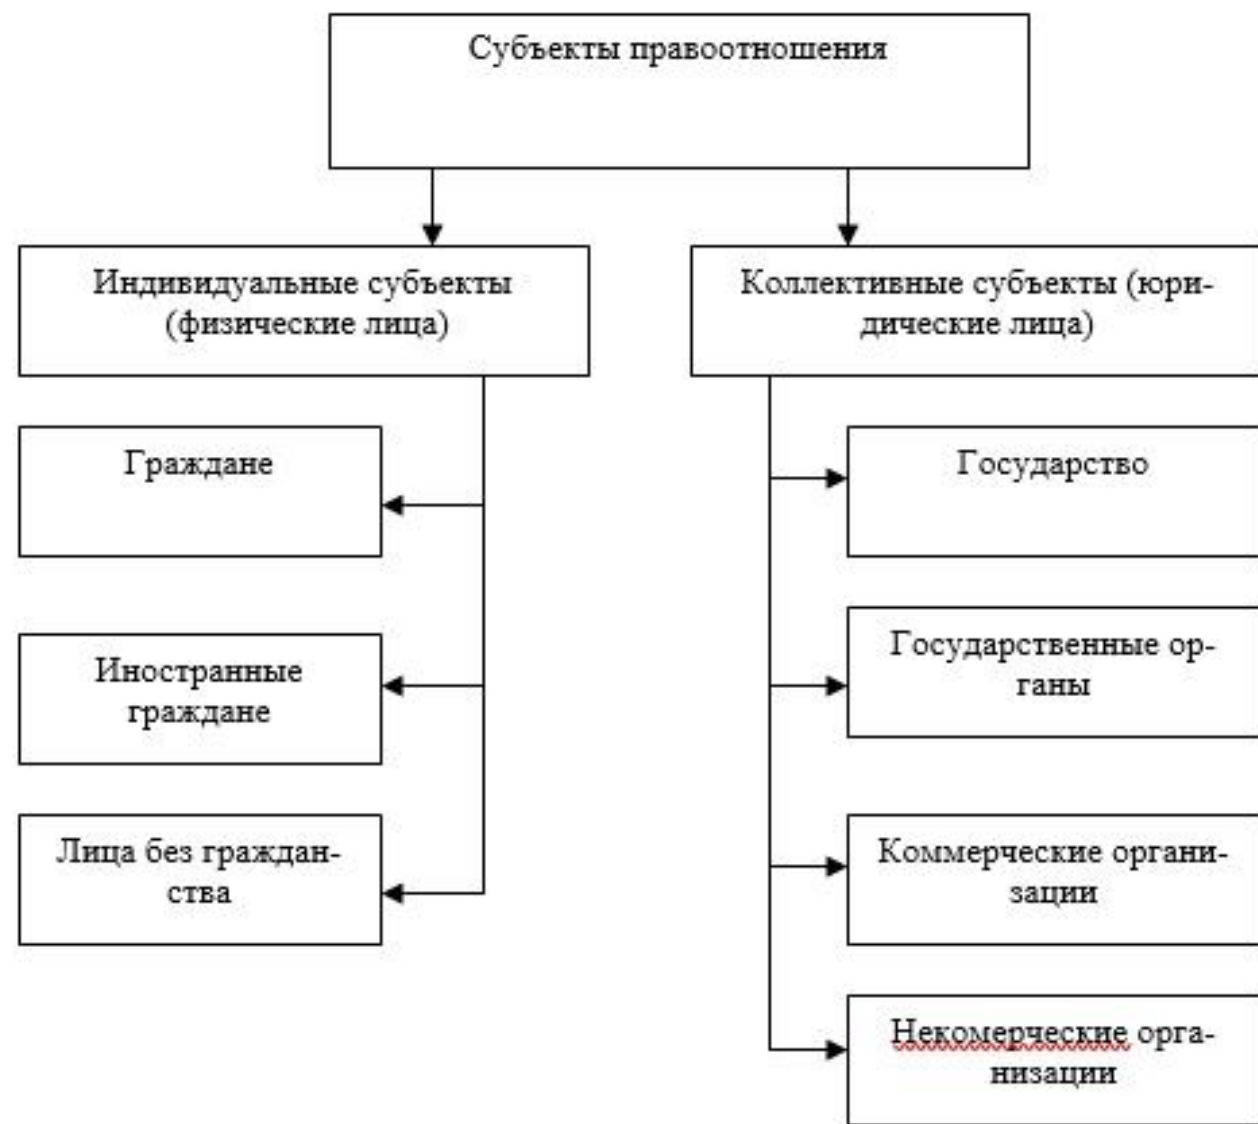 Субъекты правоотношения
Индивидуальные субъекты
(физические лица)
Коллективные субъекты (юри-
дические лица)
Граждане
Государство
Иностранные
граждане
Государственные ор-
ганы
Лица без граждан-
ства
Коммерческие органи-
зации
Некомерческие орга-
низации